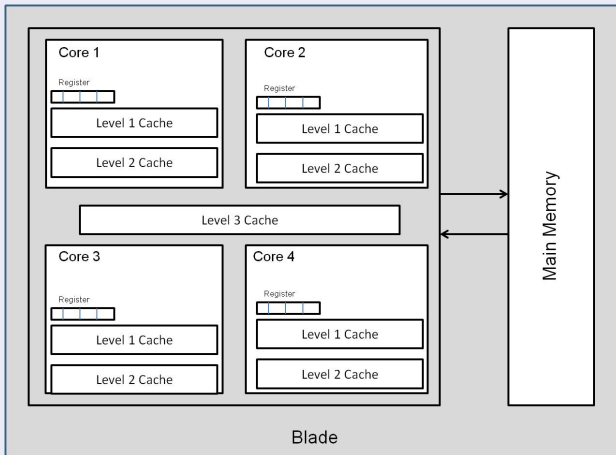 Core 1
Register
Level 1 Cache
Level 2 Cache
Core 2
Register
Level 1 Cache
Level 2 Cache
Level 3 Cache
Core 3
Register
Level 1 Cache
Level 2 Cache
Core 4
Register
Level 1 Cache
Level 2 Cache
Main Memory
Blade